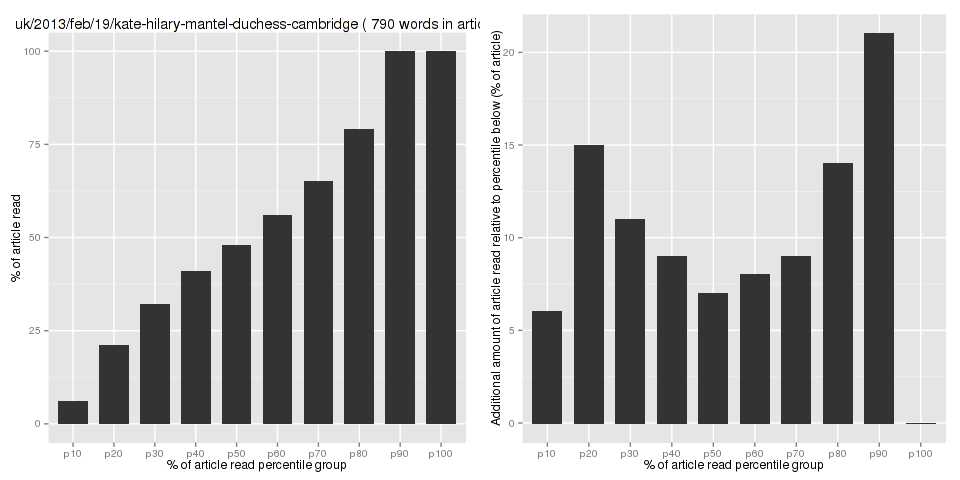 uk/2013/feb/19/kate-hilary-mantel-duchess-cambridge ( 790 words in artic
100
75
50
25
0
% of article read
p10 p20 p30 p40 p50 p60 p70 p80 p90 p100
% of article read percentile group
20
15
10
5
0
Additional amount of article read relative to percentile below (% of article)
p10 p20 p30 p40 p50 p60 p70 p80 p90 p100
% of article read percentile group